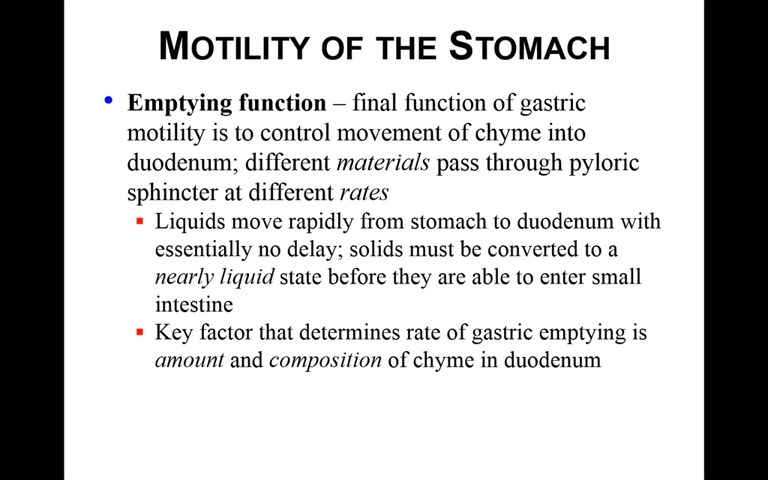 MOTILITY OF THE STOMACH
• Emptying function – final function of gastric
motility is to control movement of chyme into
duodenum; different materials pass through pyloric
sphincter at different rates
▪ Liquids move rapidly from stomach to duodenum with
essentially no delay; solids must be converted to a
nearly liquid state before they are able to enter small
intestine
▪ Key factor that determines rate of gastric emptying is
amount and composition of chyme in duodenum